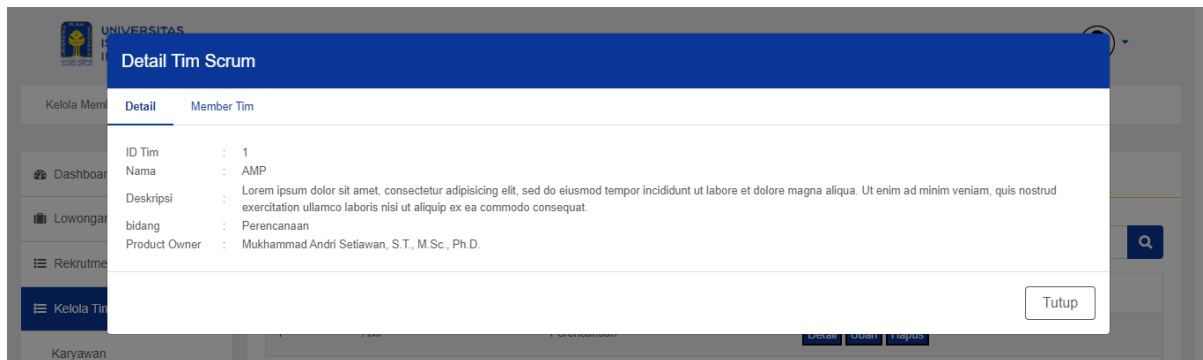 UNIVERSITAS
Detail Tim Scrum
Kelola Mem
Detail Member Tim
ID Tim : 1
Nama : AMP
Deskripsi : Lorem ipsum dolor sit amet, consectetur adipisicing elit, sed do eiusmod tempor incididunt ut labore et dolore magna aliqua. Ut enim ad minim veniam, quis nostrud
exercitation ullamco laboris nisi ut aliquip ex ea commodo consequat.
bidang : Perencanaan
Product Owner : Mukhammad Andri Setiawan, S.T., M.Sc., Ph.D.
Dashboar
Lowongar
Rekrutme
Kelola Tin
Karyawan
Tutup
Detail Ubah Hapus